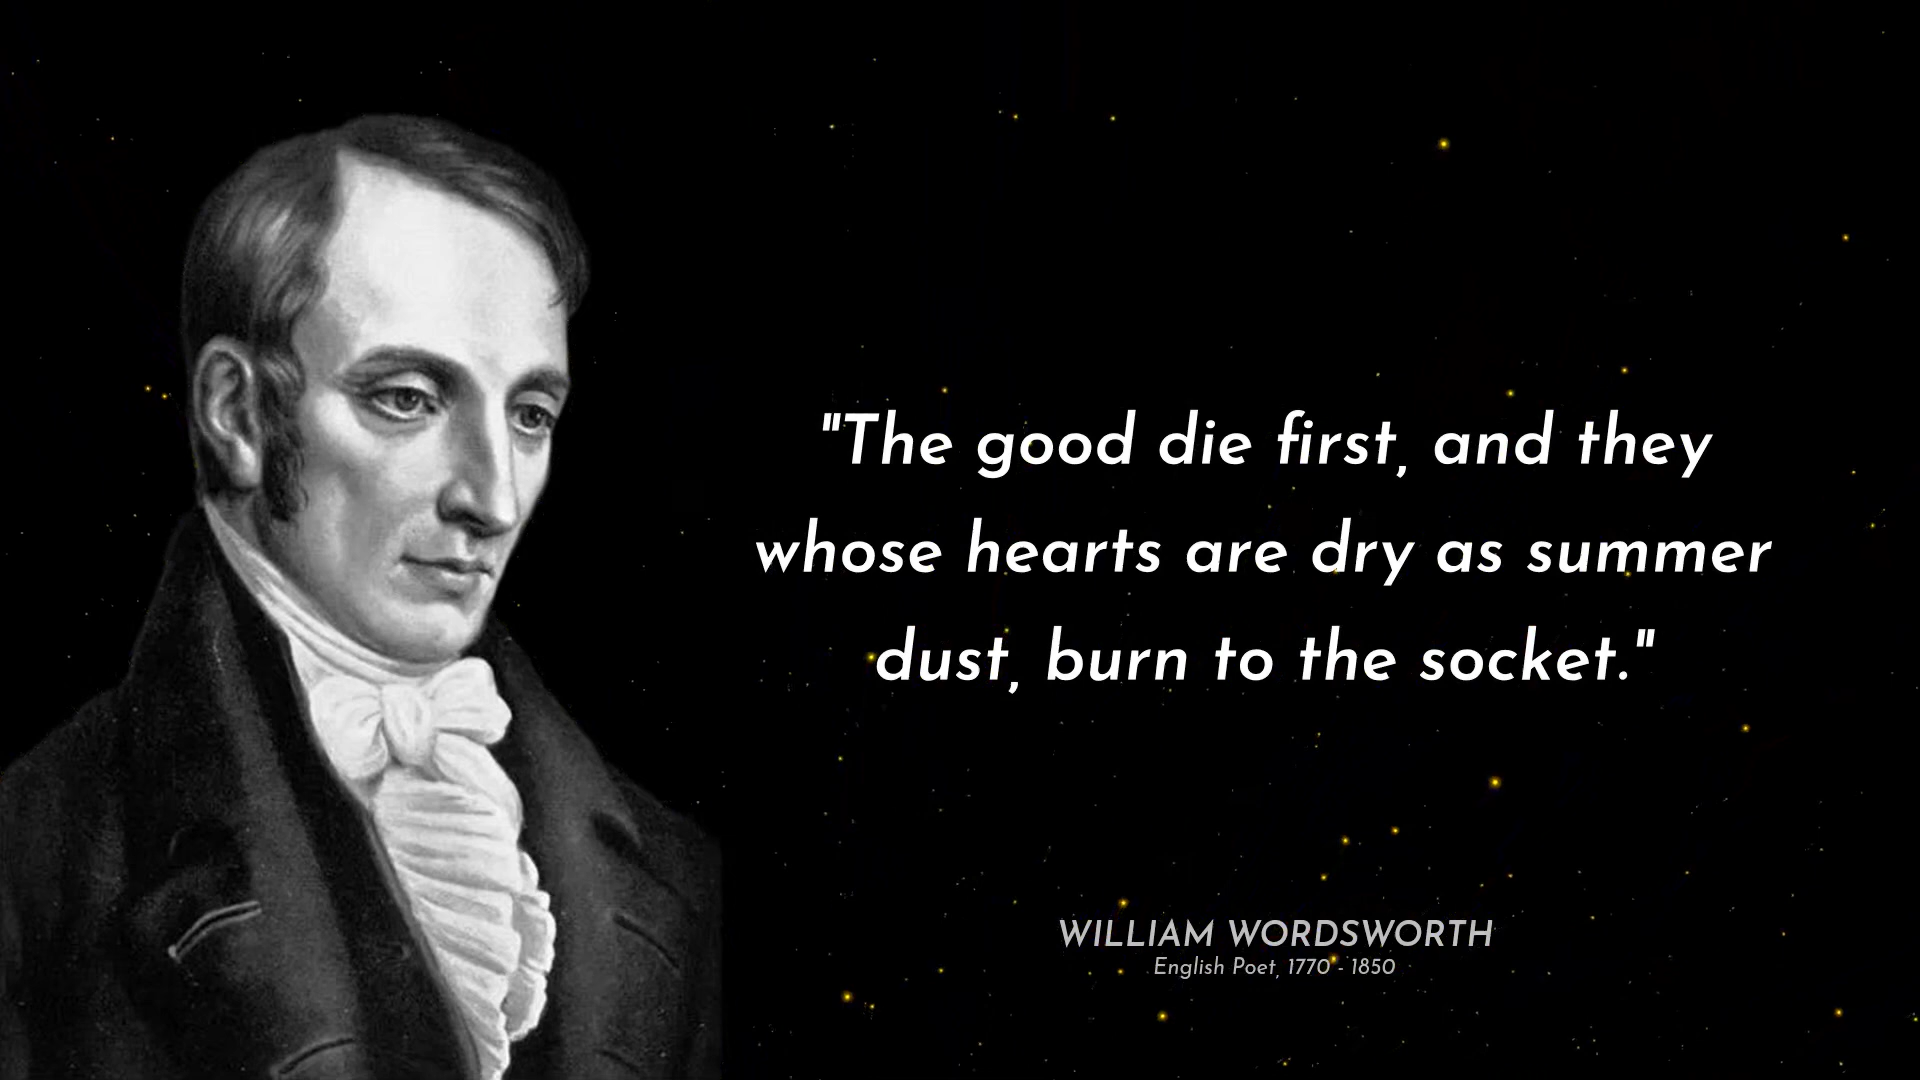 "The good die first, and they
whose hearts are dry as summer
dust, burn to the socket."
WILLIAM WORDSWORTH
English Poet, 1770 - 1850